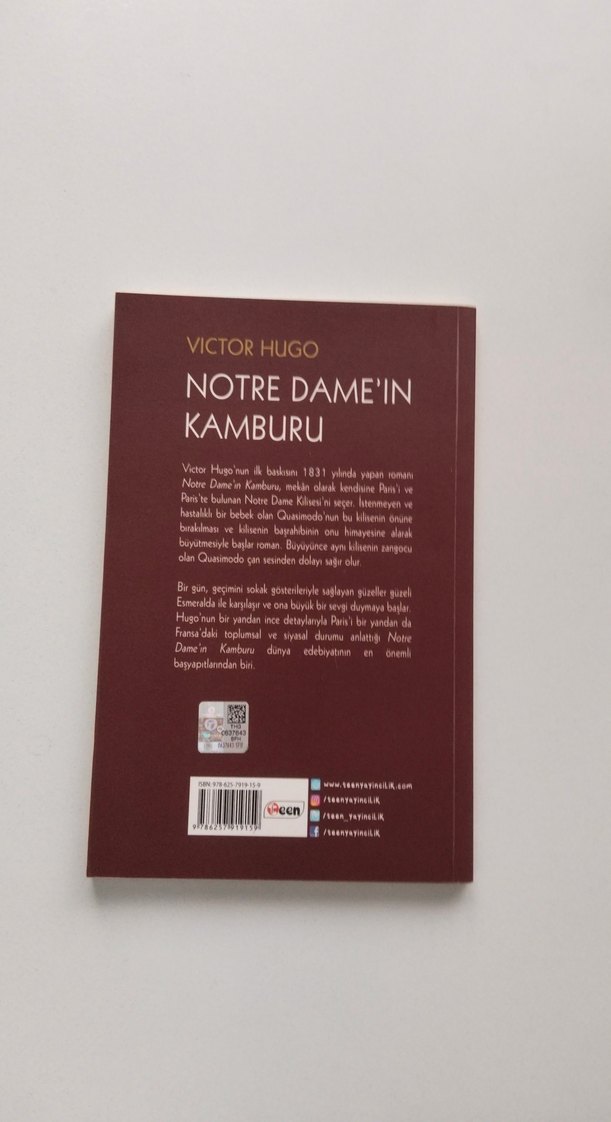 VICTOR HUGO
NOTRE DAME'IN
KAMBURU
Victor Hugo'nun ilk baskısını 1831 yılında yapan romanı
Notre Dame'in Kamburu, mekân olarak kendisine Paris'i ve
Paris'te bulunan Notre Dame Kilisesi'ni seçer. İstenmeyen ve
hastalıklı bir bebek olan Quasimodo'nun bu kilisenin önüne
bırakılması ve kilisenin başrahibinin onu himayesine alarak
büyütmesiyle başlar roman. Büyüyünce aynı kilisenin zangocu
olan Quasimodo çan sesinden dolayı sağır olur.
Bir gün, geçimini sokak gösterileriyle sağlayan güzeller güzeli
Esmeralda ile karşılaşır ve ona büyük bir sevgi duymaya başlar.
Hugo'nun bir yandan ince detaylarıyla Paris'i bir yandan da
Fransa'daki toplumsal ve siyasal durumu anlattığı Notre
Dame'in Kamburu dünya edebiyatının en önemli
başyapıtlarından biri.
ISBN: 978-625-7919-15-9
teen
9 786257 919159
www.teenyayincilik.com
/teenyayincilik
/teen_yayincilik
/teenyayincilik